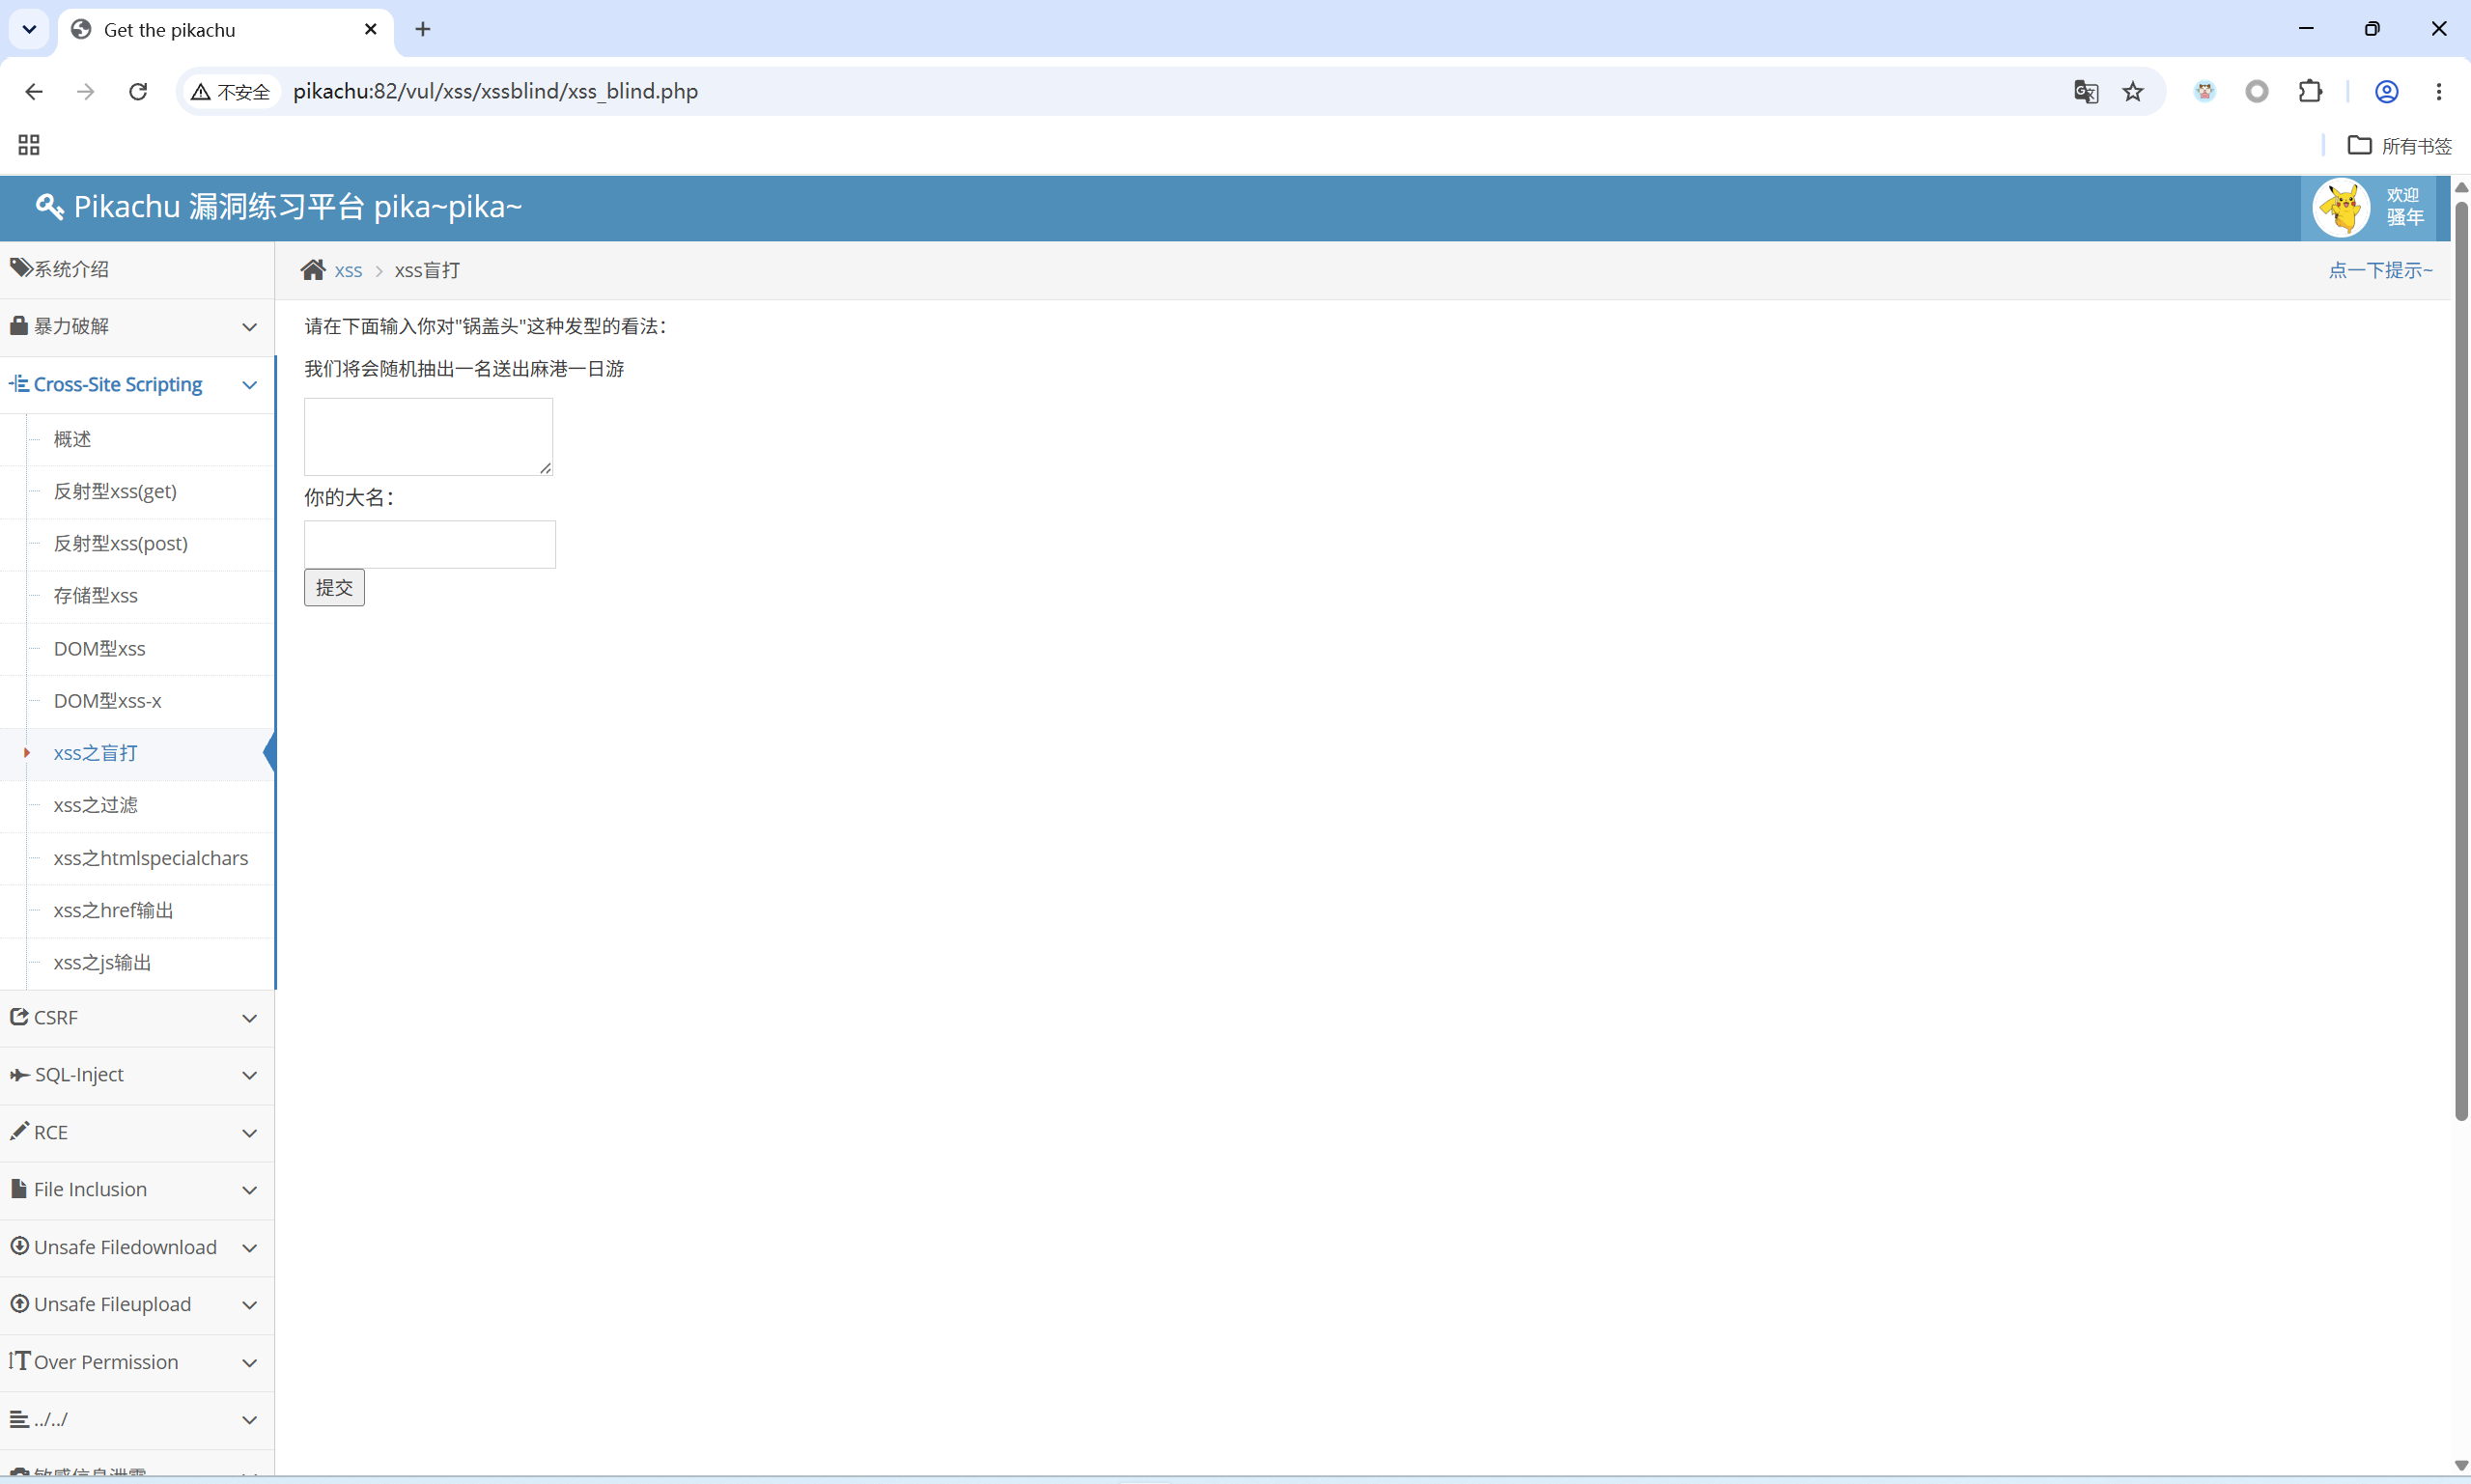 Get the pikachu
不安全
pikachu:82/vul/xss/xssblind/xss_blind.php
所有书签
Pikachu 漏洞练习平台 pika~pika~
欢迎
骚年
系统介绍
暴力破解
Cross-Site Scripting
概述
反射型xss(get)
反射型xss(post)
存储型xss
DOM型xss
DOM型xss-x
xss之盲打
xss之过滤
xss之htmlspecialchars
xss之href输出
xss之js输出
CSRF
SQL-Inject
RCE
File Inclusion
Unsafe Filedownload
Unsafe Fileupload
Over Permission
../../
敏感信息泄露
xss > xss盲打
点一下提示~
请在下面输入你对"锅盖头"这种发型的看法：
我们将会随机抽出一名送出麻港一日游
你的大名：
提交